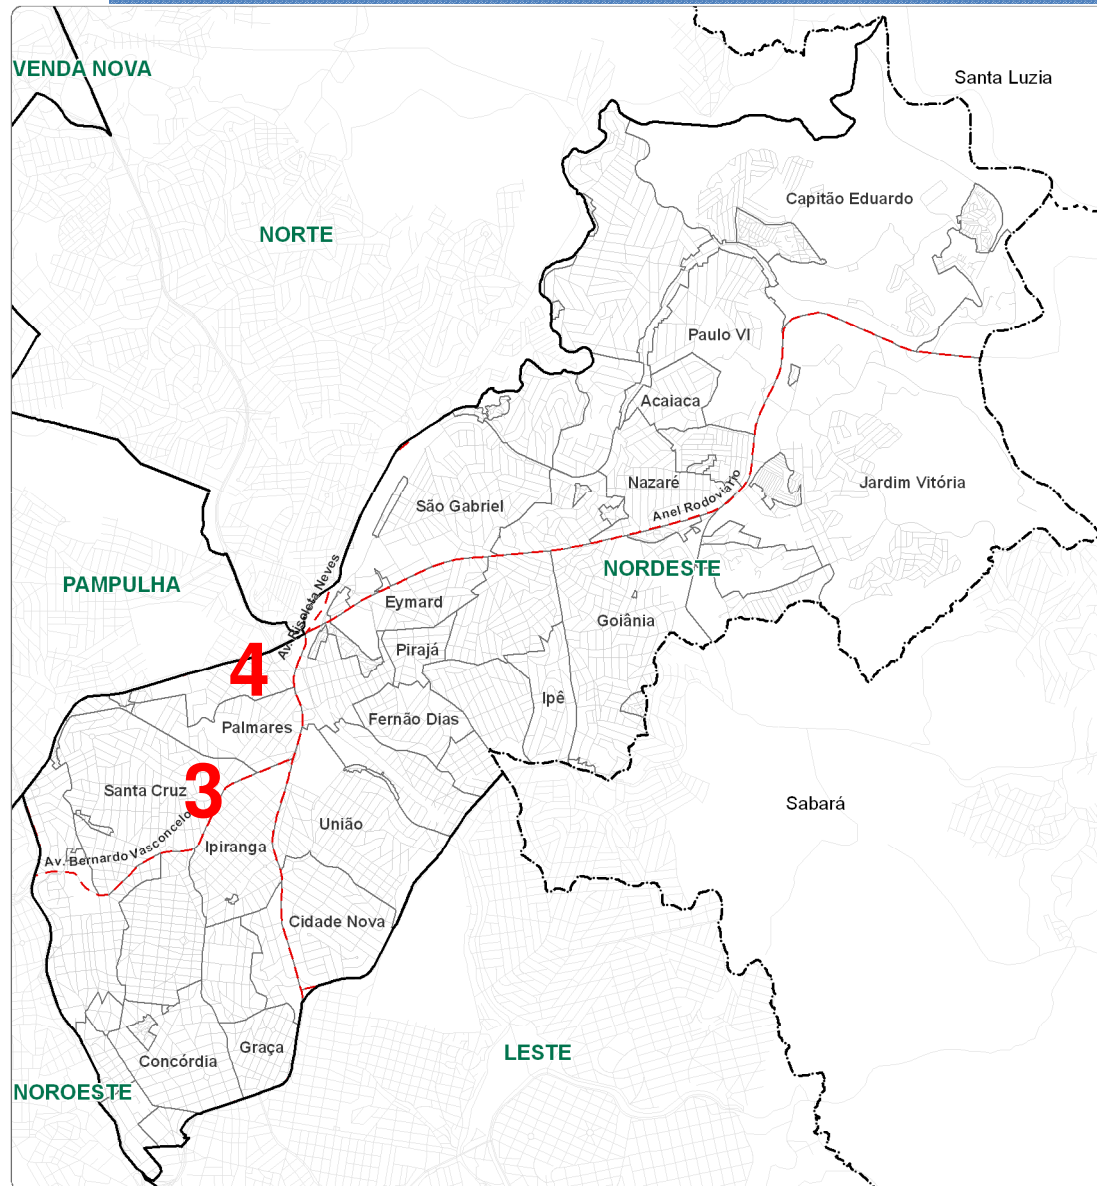 VENDA NOVA
Santa Luzia
Capitão Eduardo
NORTE
Paulo VI
Acaiaca
Nazaré
Jardim Vitória
São Gabriel
Anel Rodoviário
NORDESTE
PAMPULHA
Av. Risoleta Neves
Eymard
Goiânia
Pirajá
4
Ipê
Fernão Dias
Palmares
Santa Cruz
3
Sabará
União
Av. Bernardo Vasconcelo
Ipiranga
Cidade Nova
Graça
LESTE
Concórdia
NOROESTE